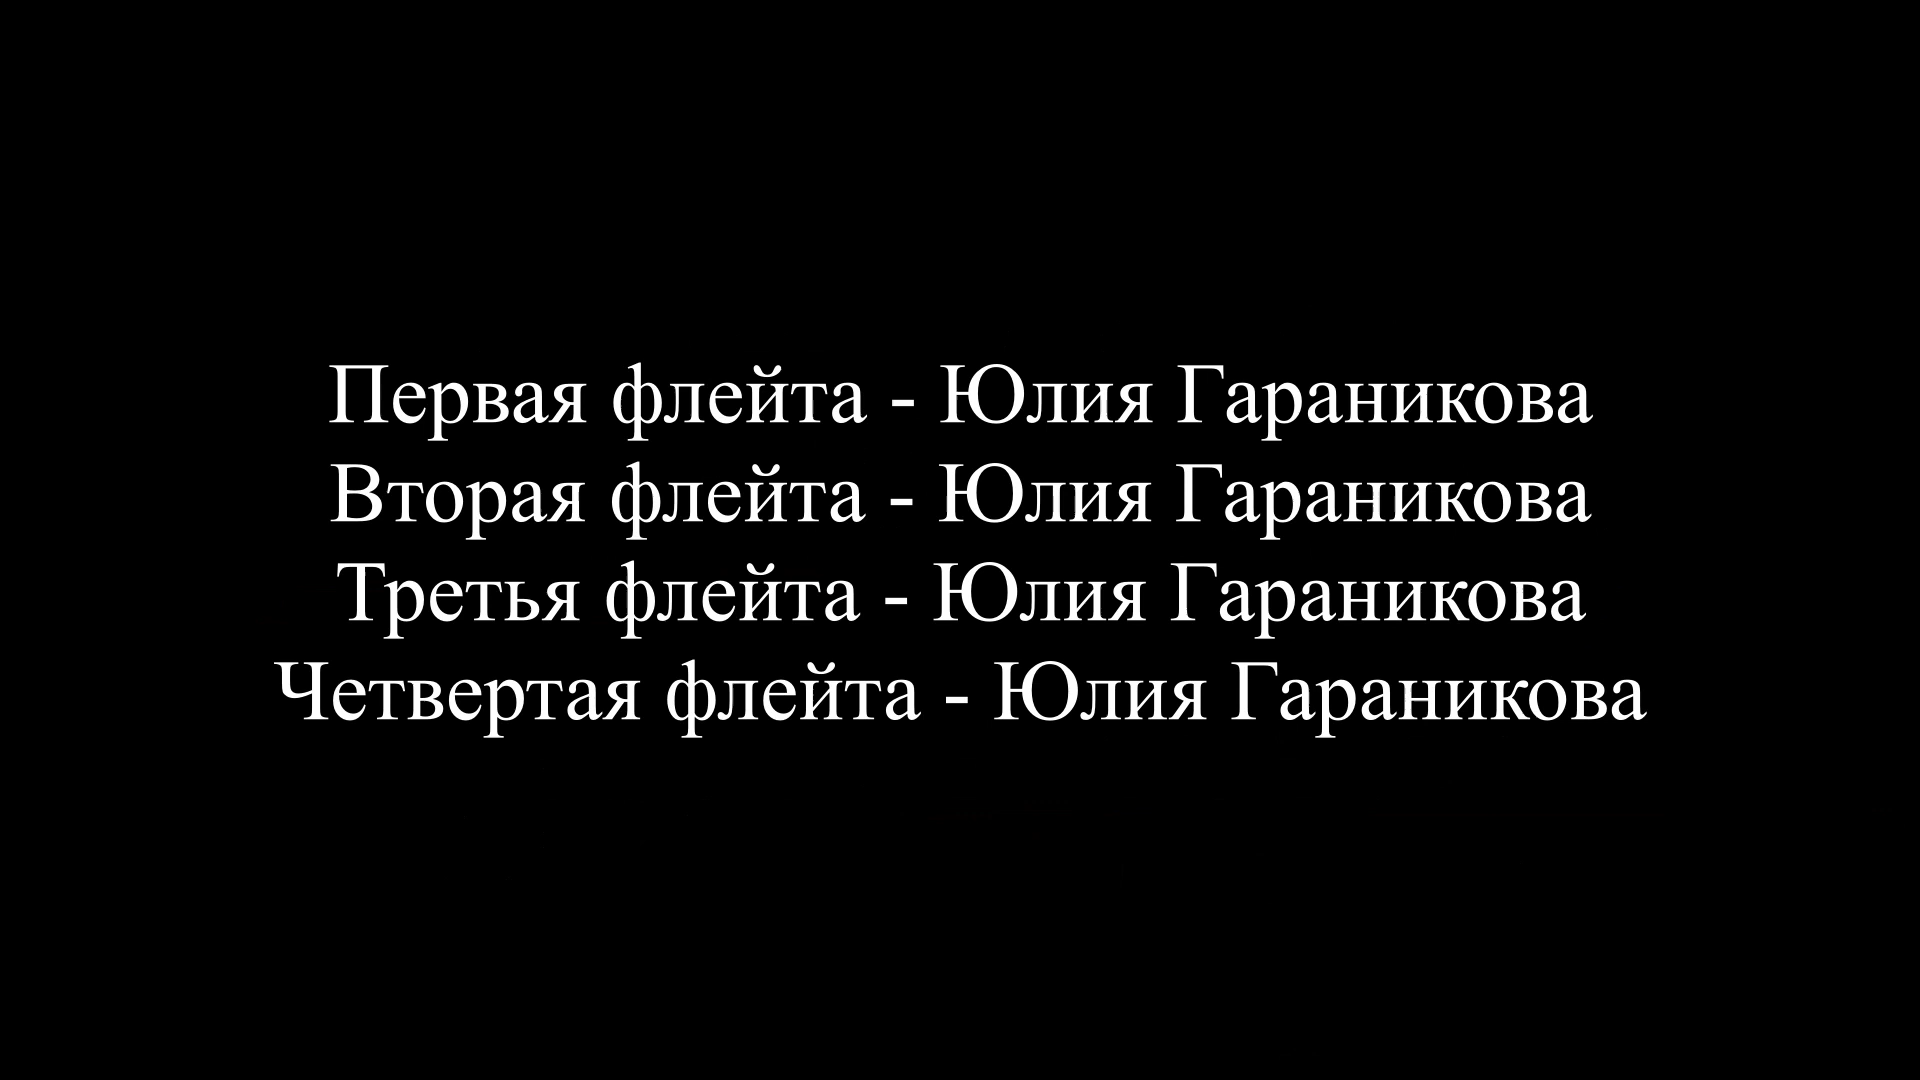 Первая флейта - Юлия Гараникова
Вторая флейта - Юлия Гараникова
Третья флейта - Юлия Гараникова
Четвертая флейта - Юлия Гараникова